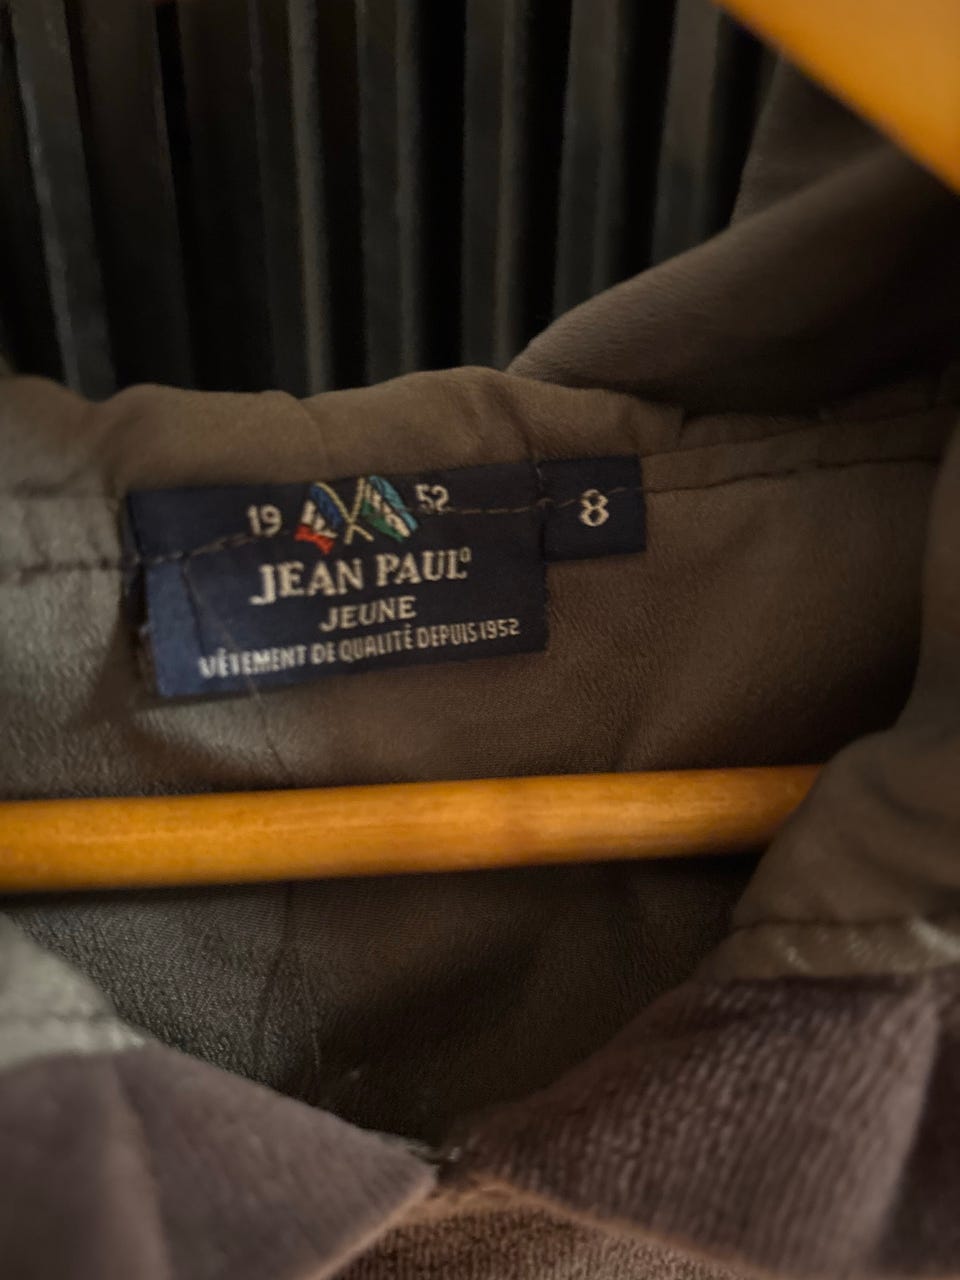 19 52 8
JEAN PAUL°
JEUNE
VÊTEMENT DE QUALITÉ DEPUIS 1952